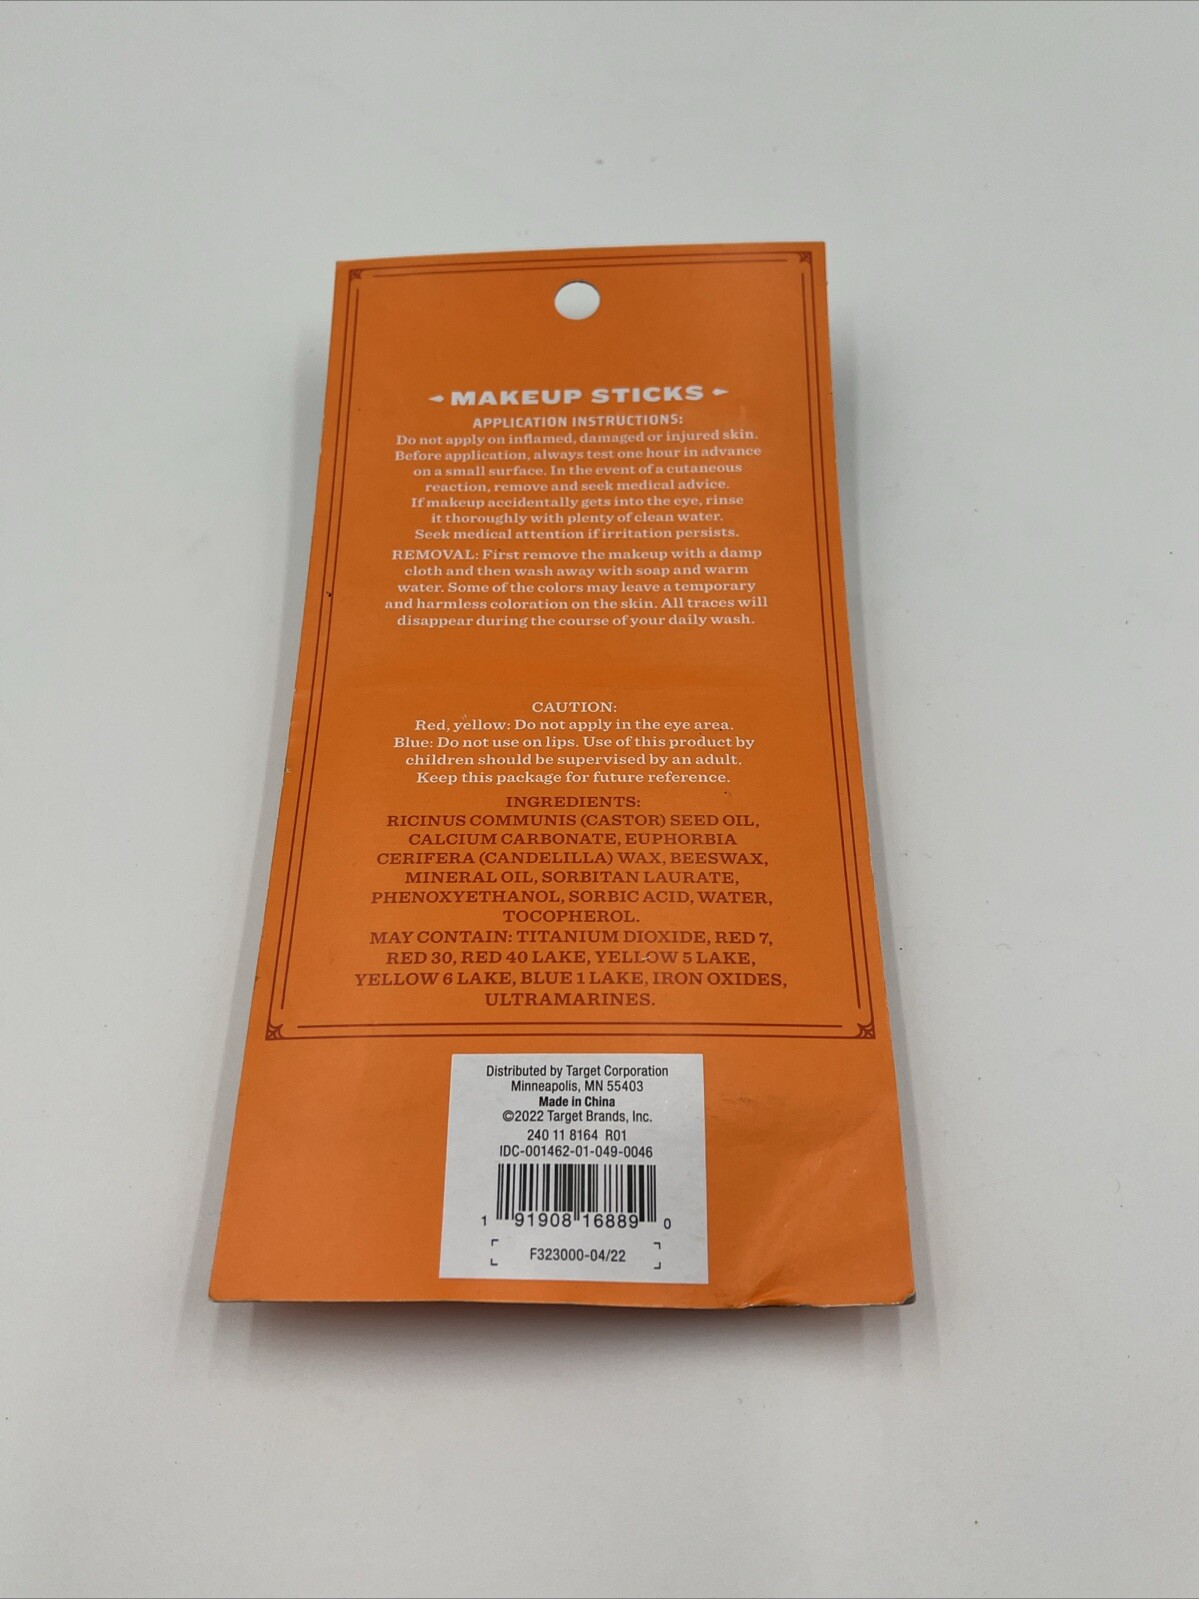 MAKEUP STICKS
APPLICATION INSTRUCTIONS:
Do not apply on inflamed, damaged or injured skin.
Before application, always test one hour in advance
on a small surface. In the event of a cutaneous
reaction, remove and seek medical advice.
If makeup accidentally gets into the eye, rinse
it thoroughly with plenty of clean water.
Seek medical attention if irritation persists.
REMOVAL: First remove the makeup with a damp
cloth and then wash away with soap and warm
water. Some of the colors may leave a temporary
and harmless coloration on the skin. All traces will
disappear during the course of your daily wash.
CAUTION:
Red, yellow: Do not apply in the eye area.
Blue: Do not use on lips. Use of this product by
children should be supervised by an adult.
Keep this package for future reference.
INGREDIENTS:
RICINUS COMMUNIS (CASTOR) SEED OIL,
CALCIUM CARBONATE, EUPHORBIA
CERIFERA (CANDELILLA) WAX, BEESWAX,
MINERAL OIL, SORBITAN LAURATE,
PHENOXYETHANOL, SORBIC ACID, WATER,
TOCOPHEROL.
MAY CONTAIN: TITANIUM DIOXIDE, RED 7,
RED 30, RED 40 LAKE, YELLOW 5 LAKE,
YELLOW 6 LAKE, BLUE 1 LAKE, IRON OXIDES,
ULTRAMARINES.
Distributed by Target Corporation
Minneapolis, MN 55403
Made in China
©2022 Target Brands, Inc.
240 11 8164 R01
IDC-001462-01-049-0046
1 91908 16889 0
F323000-04/22